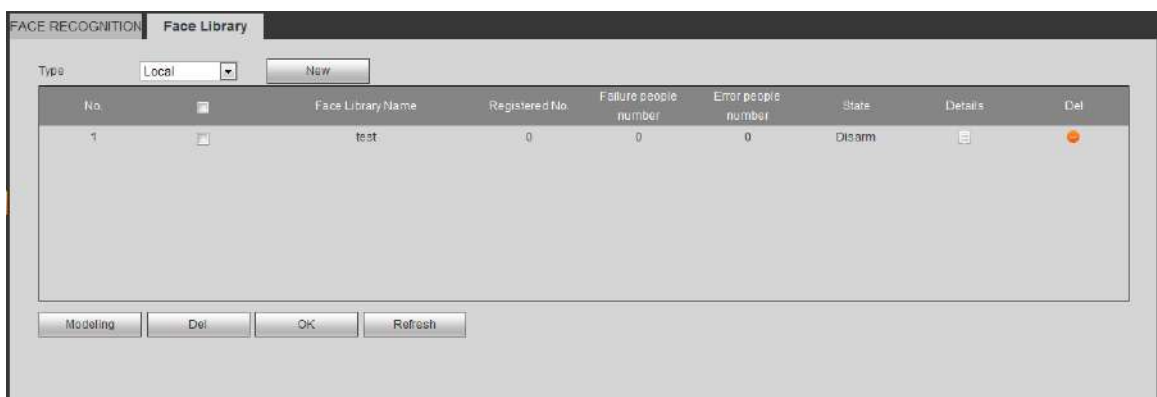 FACE RECOGNITION Face Library
Type Local New
No. Face Library Name Registered No. Failure people number Error people number State Details Del
1 test 0 0 0 Disarm
Modeling Del OK Refresh